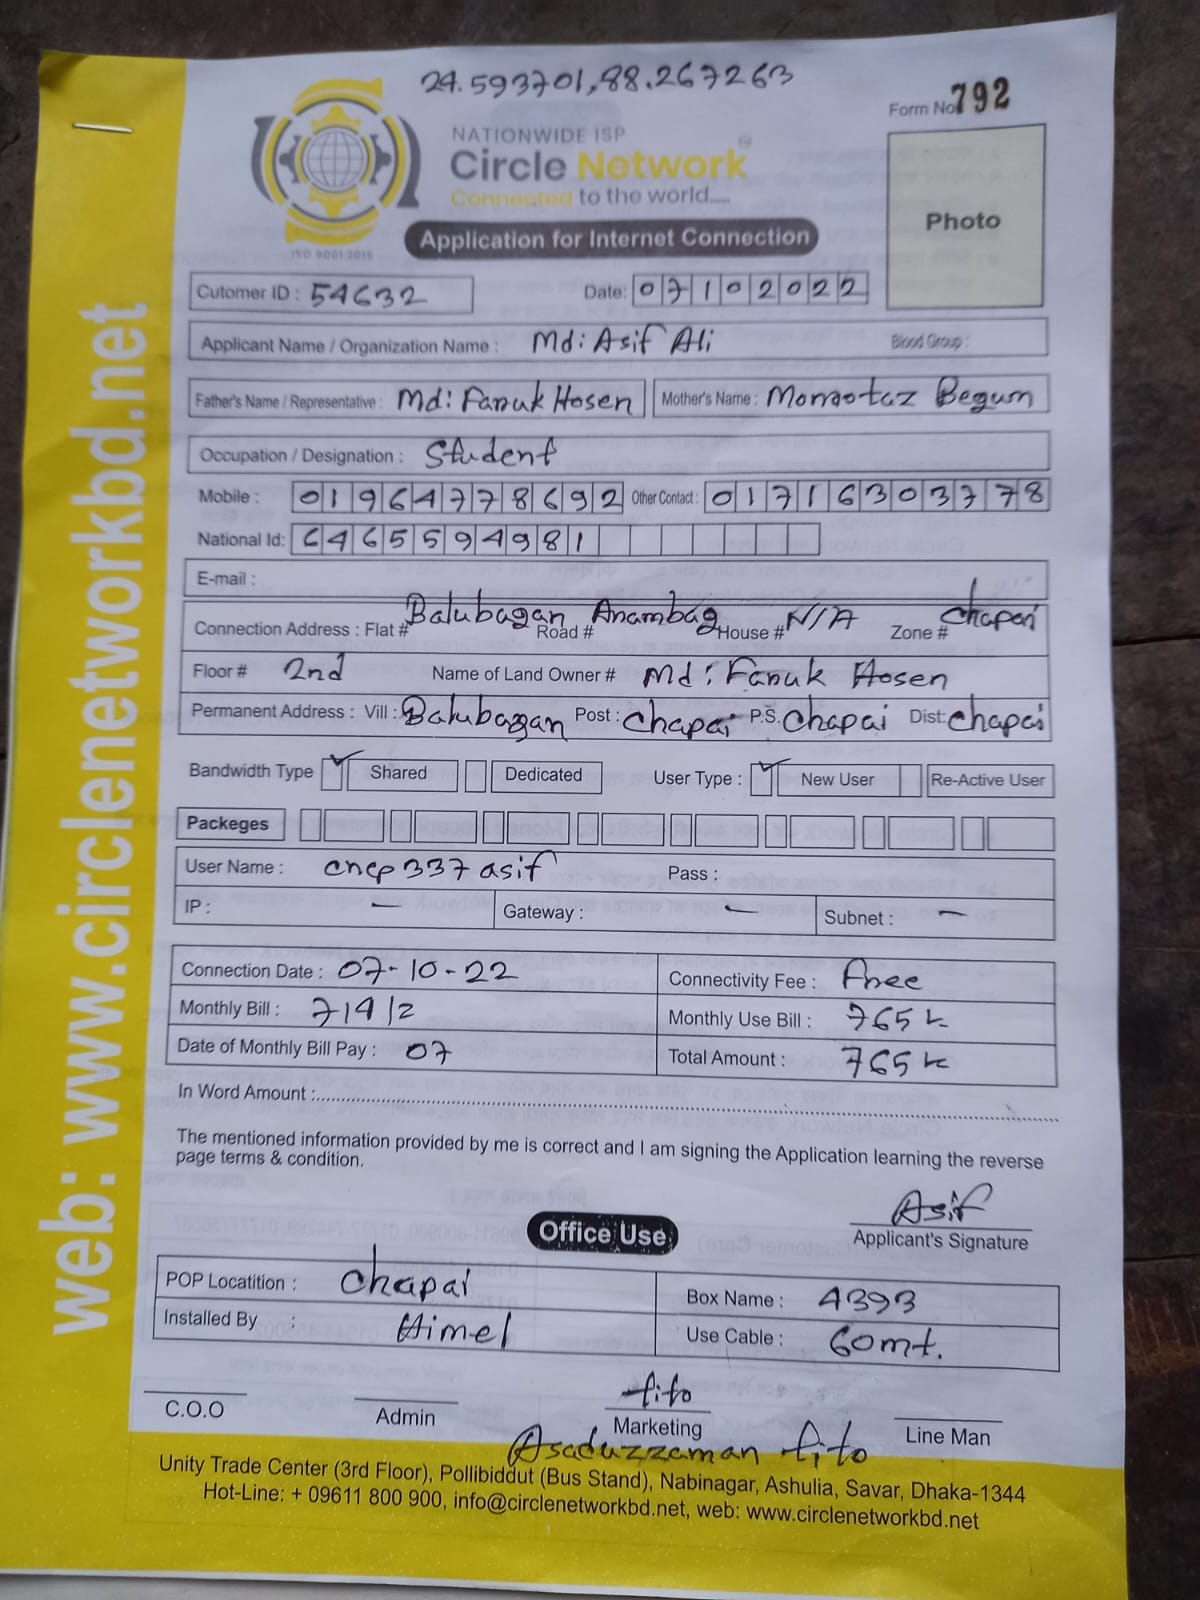 24.593701,88.267263
Form No 792
NATIONWIDE ISP
Circle Network
Connected to the world.....
ISO 9001:2015
Application for Internet Connection
Photo
Cutomer ID : 54632 Date: 07102022
Applicant Name / Organization Name : Md: Asif Ali Blood Group :
Father's Name / Representative : Md: Faruk Hosen Mother's Name : Momotaz Begum
Occupation / Designation : Student
Mobile : 01964778692 Other Contact : 01716303778
National Id: 6465594981
E-mail :
Connection Address : Flat # Balubagan Road # Arambag House # N/A Zone # Chapai
Floor # 2nd Name of Land Owner # Md : Faruk Hosen
Permanent Address : Vill : Balubagan Post : Chapai P.S. Chapai Dist: Chapai
Bandwidth Type Shared Dedicated User Type : New User Re-Active User
Packeges
User Name : cncp337asif Pass :
IP : — Gateway : — Subnet : —
Connection Date : 07-10-22 Connectivity Fee : Free
Monthly Bill : Monthly Use Bill : 765
Date of Monthly Bill Pay : 07 Total Amount : 765
In Word Amount :
The mentioned information provided by me is correct and I am signing the Application learning the reverse
page terms & condition.
Asif
Applicant's Signature
Office Use
POP Locatition : Chapai Box Name : 4393
Installed By : Himel Use Cable : 60mt.
tito
C.O.O Admin Marketing Line Man
Asaduzzaman tito
Unity Trade Center (3rd Floor), Pollibiddut (Bus Stand), Nabinagar, Ashulia, Savar, Dhaka-1344
Hot-Line: + 09611 800 900, info@circlenetworkbd.net, web: www.circlenetworkbd.net
web: www.circlenetworkbd.net